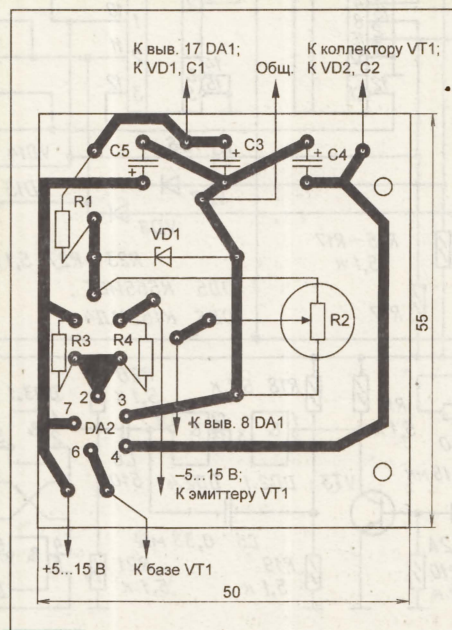 К выв. 17 DA1;
К VD1, C1
Общ.
К коллектору VT1;
К VD2, C2
C5
+
C3
+
C4
+
R1
VD1
R2
R3
R4
2
3
7
DA2
6
4
К выв. 8 DA1
–5...15 В;
К эмиттеру VT1
+5...15 В
К базе VT1
50
55